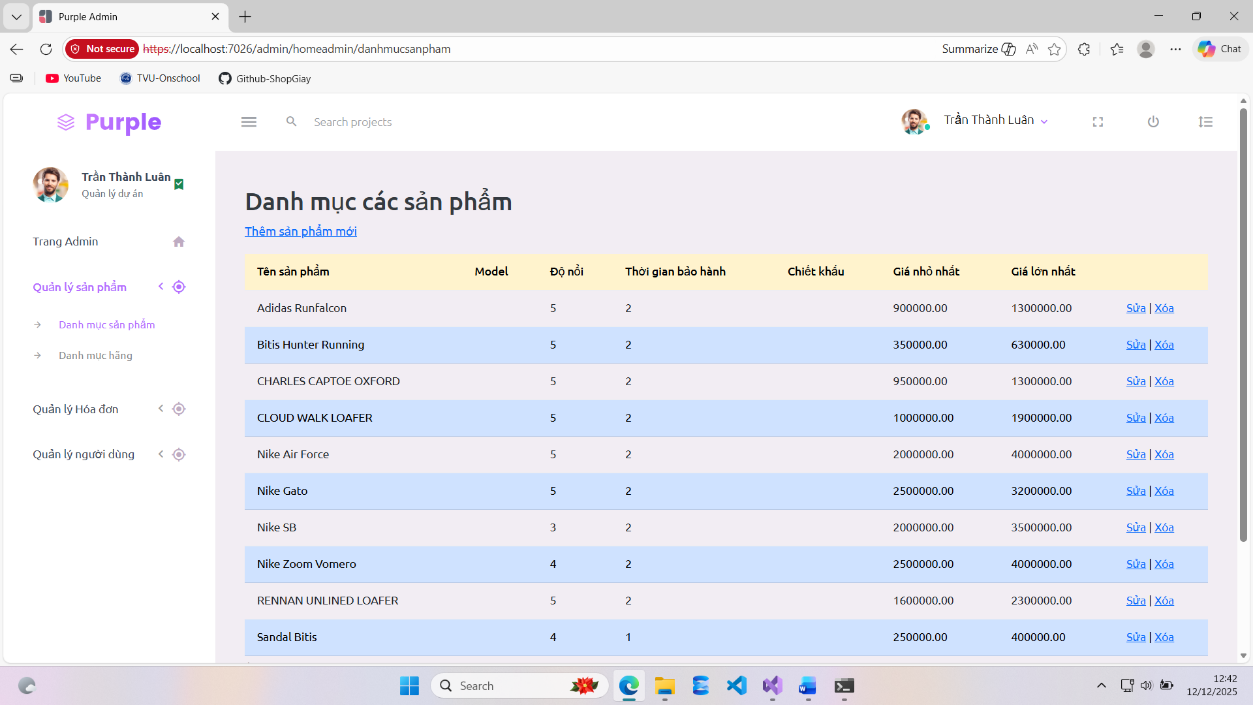 Purple Admin
Not secure https://localhost:7026/admin/homeadmin/danhmucsanpham Summarize Chat
YouTube TVU-Onschool Github-ShopGiay
Purple Search projects Trần Thành Luân
Trần Thành Luân
Quản lý dự án
Trang Admin
Quản lý sản phẩm
Danh mục sản phẩm
Danh mục hãng
Quản lý Hóa đơn
Quản lý người dùng
Danh mục các sản phẩm
Thêm sản phẩm mới
Tên sản phẩm Model Độ nổi Thời gian bảo hành Chiết khấu Giá nhỏ nhất Giá lớn nhất
Adidas Runfalcon 5 2 900000.00 1300000.00 Sửa | Xóa
Bitis Hunter Running 5 2 350000.00 630000.00 Sửa | Xóa
CHARLES CAPTOE OXFORD 5 2 950000.00 1300000.00 Sửa | Xóa
CLOUD WALK LOAFER 5 2 1000000.00 1900000.00 Sửa | Xóa
Nike Air Force 5 2 2000000.00 4000000.00 Sửa | Xóa
Nike Gato 5 2 2500000.00 3200000.00 Sửa | Xóa
Nike SB 3 2 2000000.00 3500000.00 Sửa | Xóa
Nike Zoom Vomero 4 2 2500000.00 4000000.00 Sửa | Xóa
RENNAN UNLINED LOAFER 5 2 1600000.00 2300000.00 Sửa | Xóa
Sandal Bitis 4 1 250000.00 400000.00 Sửa | Xóa
Search
12:42
12/12/2025